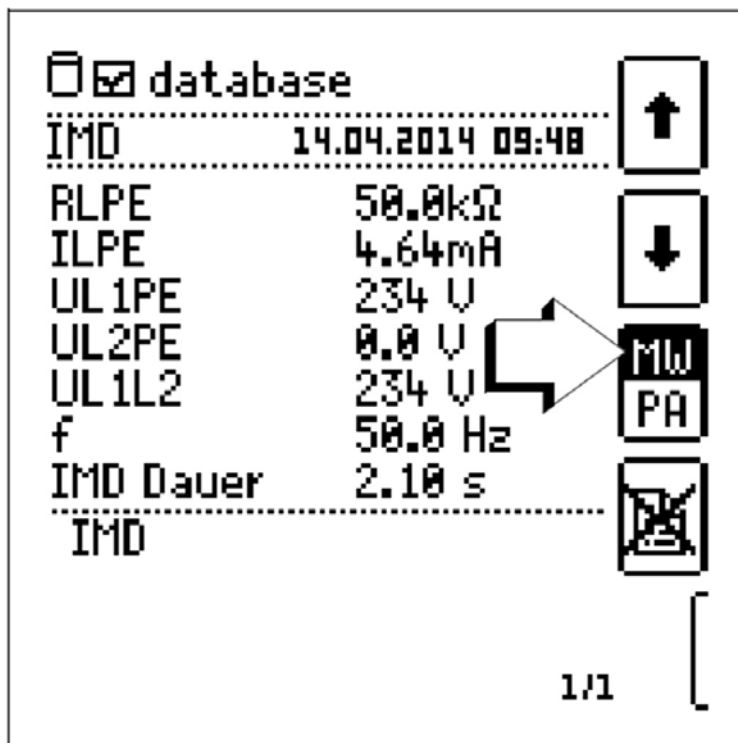 database
IMD 14.04.2014 09:48
RLPE 50.0kΩ
ILPE 4.64mA
UL1PE 234 V
UL2PE 0.0 V
UL1L2 234 V
f 50.0 Hz
IMD Dauer 2.10 s
IMD
MW
PA
1/1